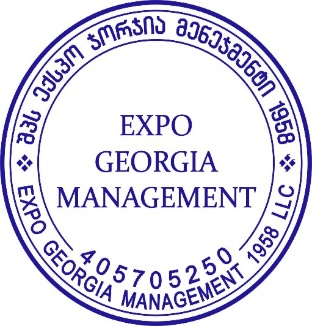 შპს ექსპო ჯორჯია მენეჯმენტი 1958
EXPO
GEORGIA
MANAGEMENT
405705250
EXPO GEORGIA MANAGEMENT 1958 LLC